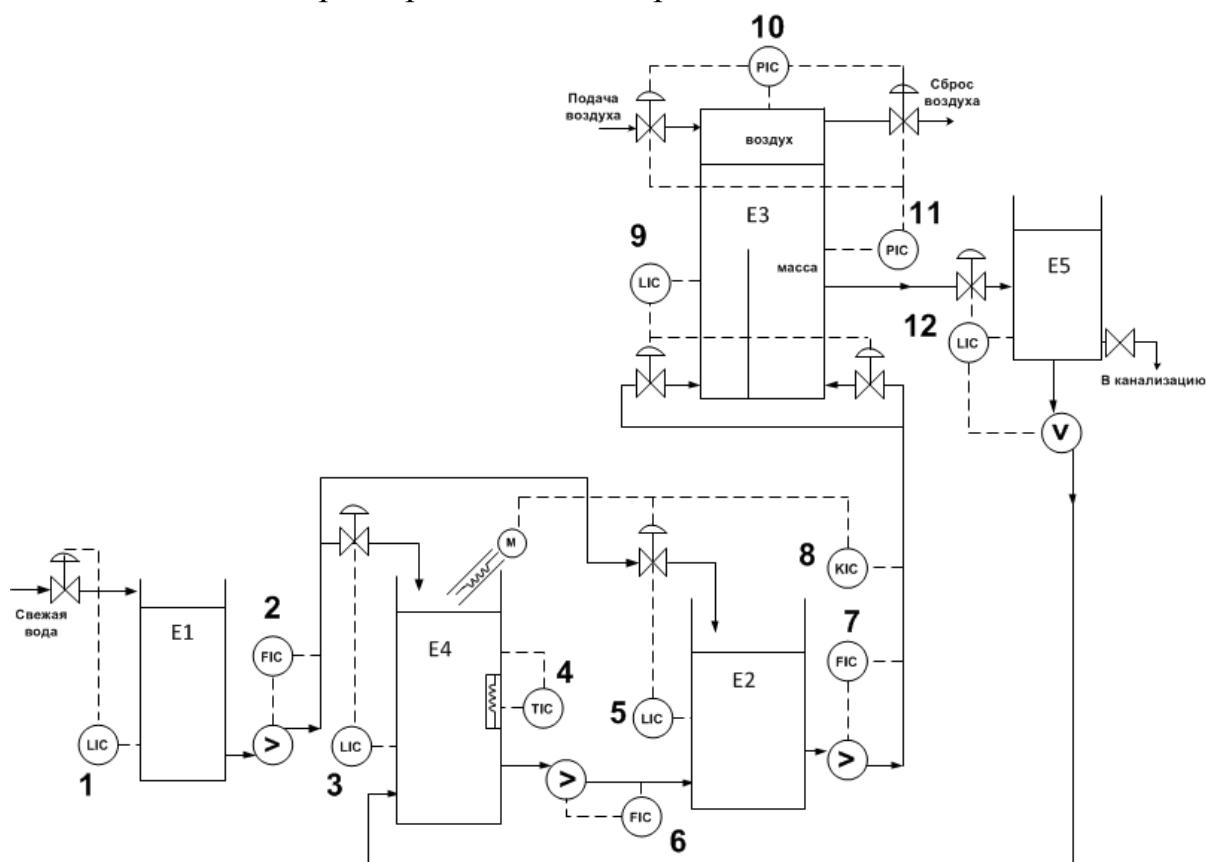 10
PIC
Подача
воздуха
Сброс
воздуха
воздух
E3
11
PIC
9
LIC
масса
E5
12
LIC
В канализацию
V
M
8
KIC
Свежая
вода
E1
2
FIC
E4
4
TIC
7
FIC
E2
5
LIC
1
LIC
>
3
LIC
>
>
FIC
6